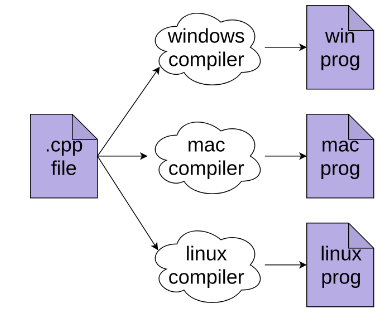 windows
compiler
win
prog
.cpp
file
mac
compiler
mac
prog
linux
compiler
linux
prog